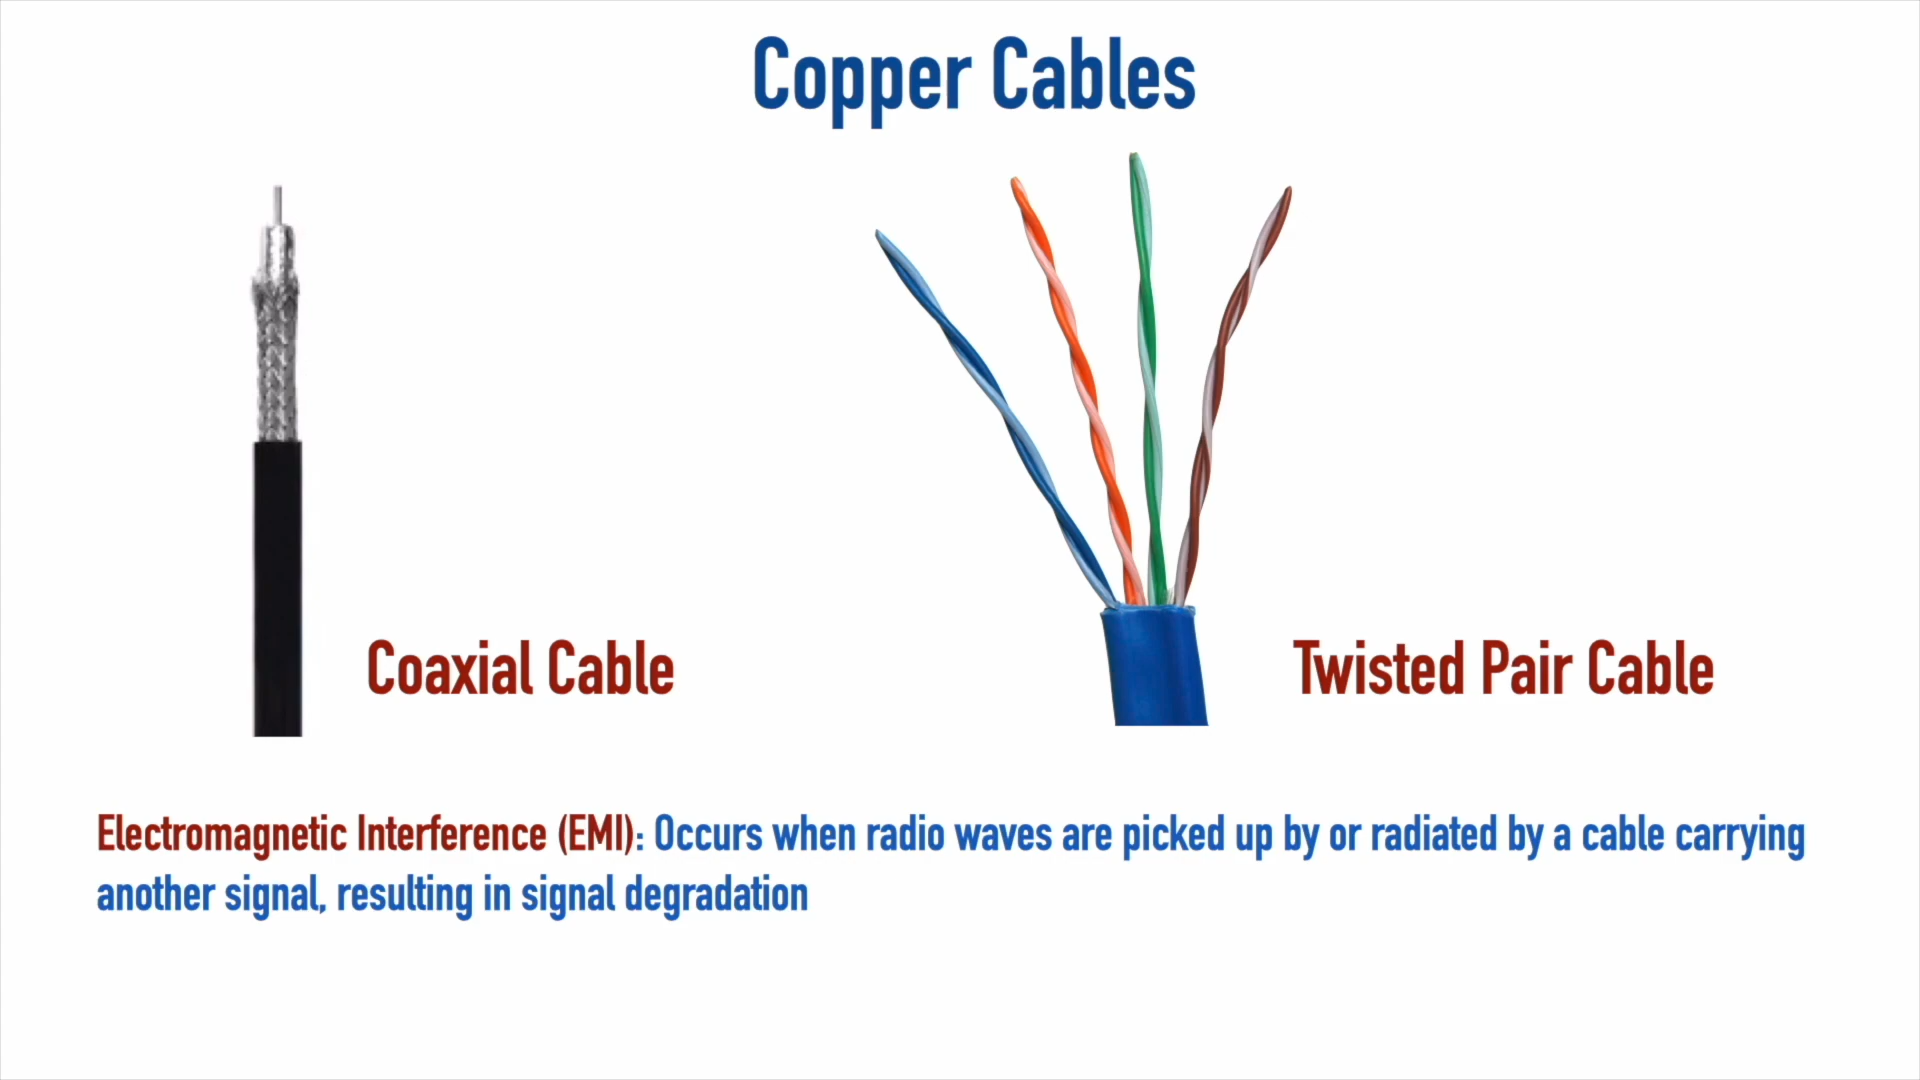 Copper Cables
Coaxial Cable
Twisted Pair Cable
Electromagnetic Interference (EMI): Occurs when radio waves are picked up by or radiated by a cable carrying
another signal, resulting in signal degradation